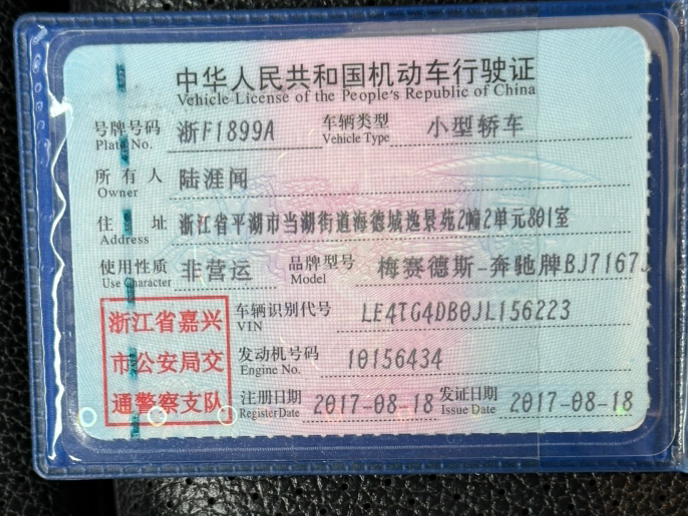 中华人民共和国机动车行驶证
Vehicle License of the People's Republic of China
号牌号码 浙F1899A 车辆类型 小型轿车
Plate No. Vehicle Type
所有人 陆涯闻
Owner
住址 浙江省平湖市当湖街道海德城逸景苑2幢2单元801室
Address
使用性质 非营运 品牌型号 梅赛德斯-奔驰牌BJ7167J
Use Character Model
浙江省嘉兴
市公安局交
通警察支队
车辆识别代号 LE4TG4DB0JL156223
VIN
发动机号码 10156434
Engine No.
注册日期 2017-08-18 发证日期 2017-08-18
Register Date Issue Date